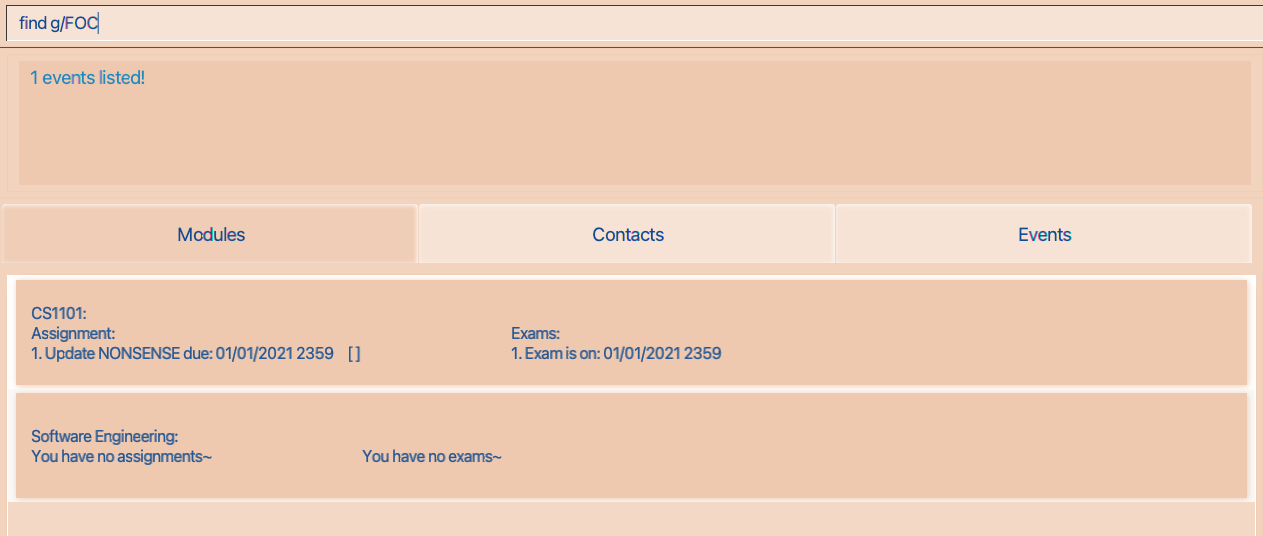 find g/FOC
1 events listed!
Modules Contacts Events
CS1101:
Assignment: Exams:
1. Update NONSENSE due: 01/01/2021 2359 [ ] 1. Exam is on: 01/01/2021 2359
Software Engineering:
You have no assignments~ You have no exams~